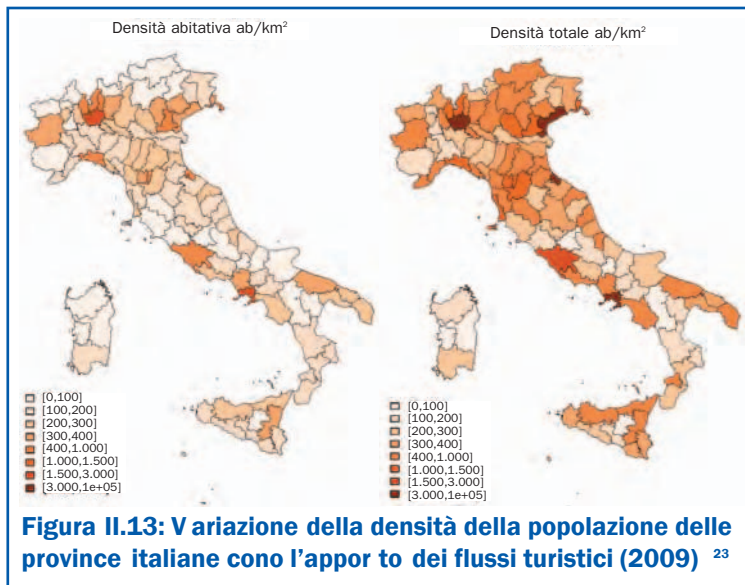 Densità abitativa ab/km²
Densità totale ab/km²
[0,100]
[100,200]
[200,300]
[300,400]
[400,1.000]
[1.000,1.500]
[1.500,3.000]
[3.000,1e+05]
[0,100]
[100,200]
[200,300]
[300,400]
[400,1.000]
[1.000,1.500]
[1.500,3.000]
[3.000,1e+05]
Figura II.13: V ariazione della densità della popolazione delle
province italiane cono l'appor to dei flussi turistici (2009) 23